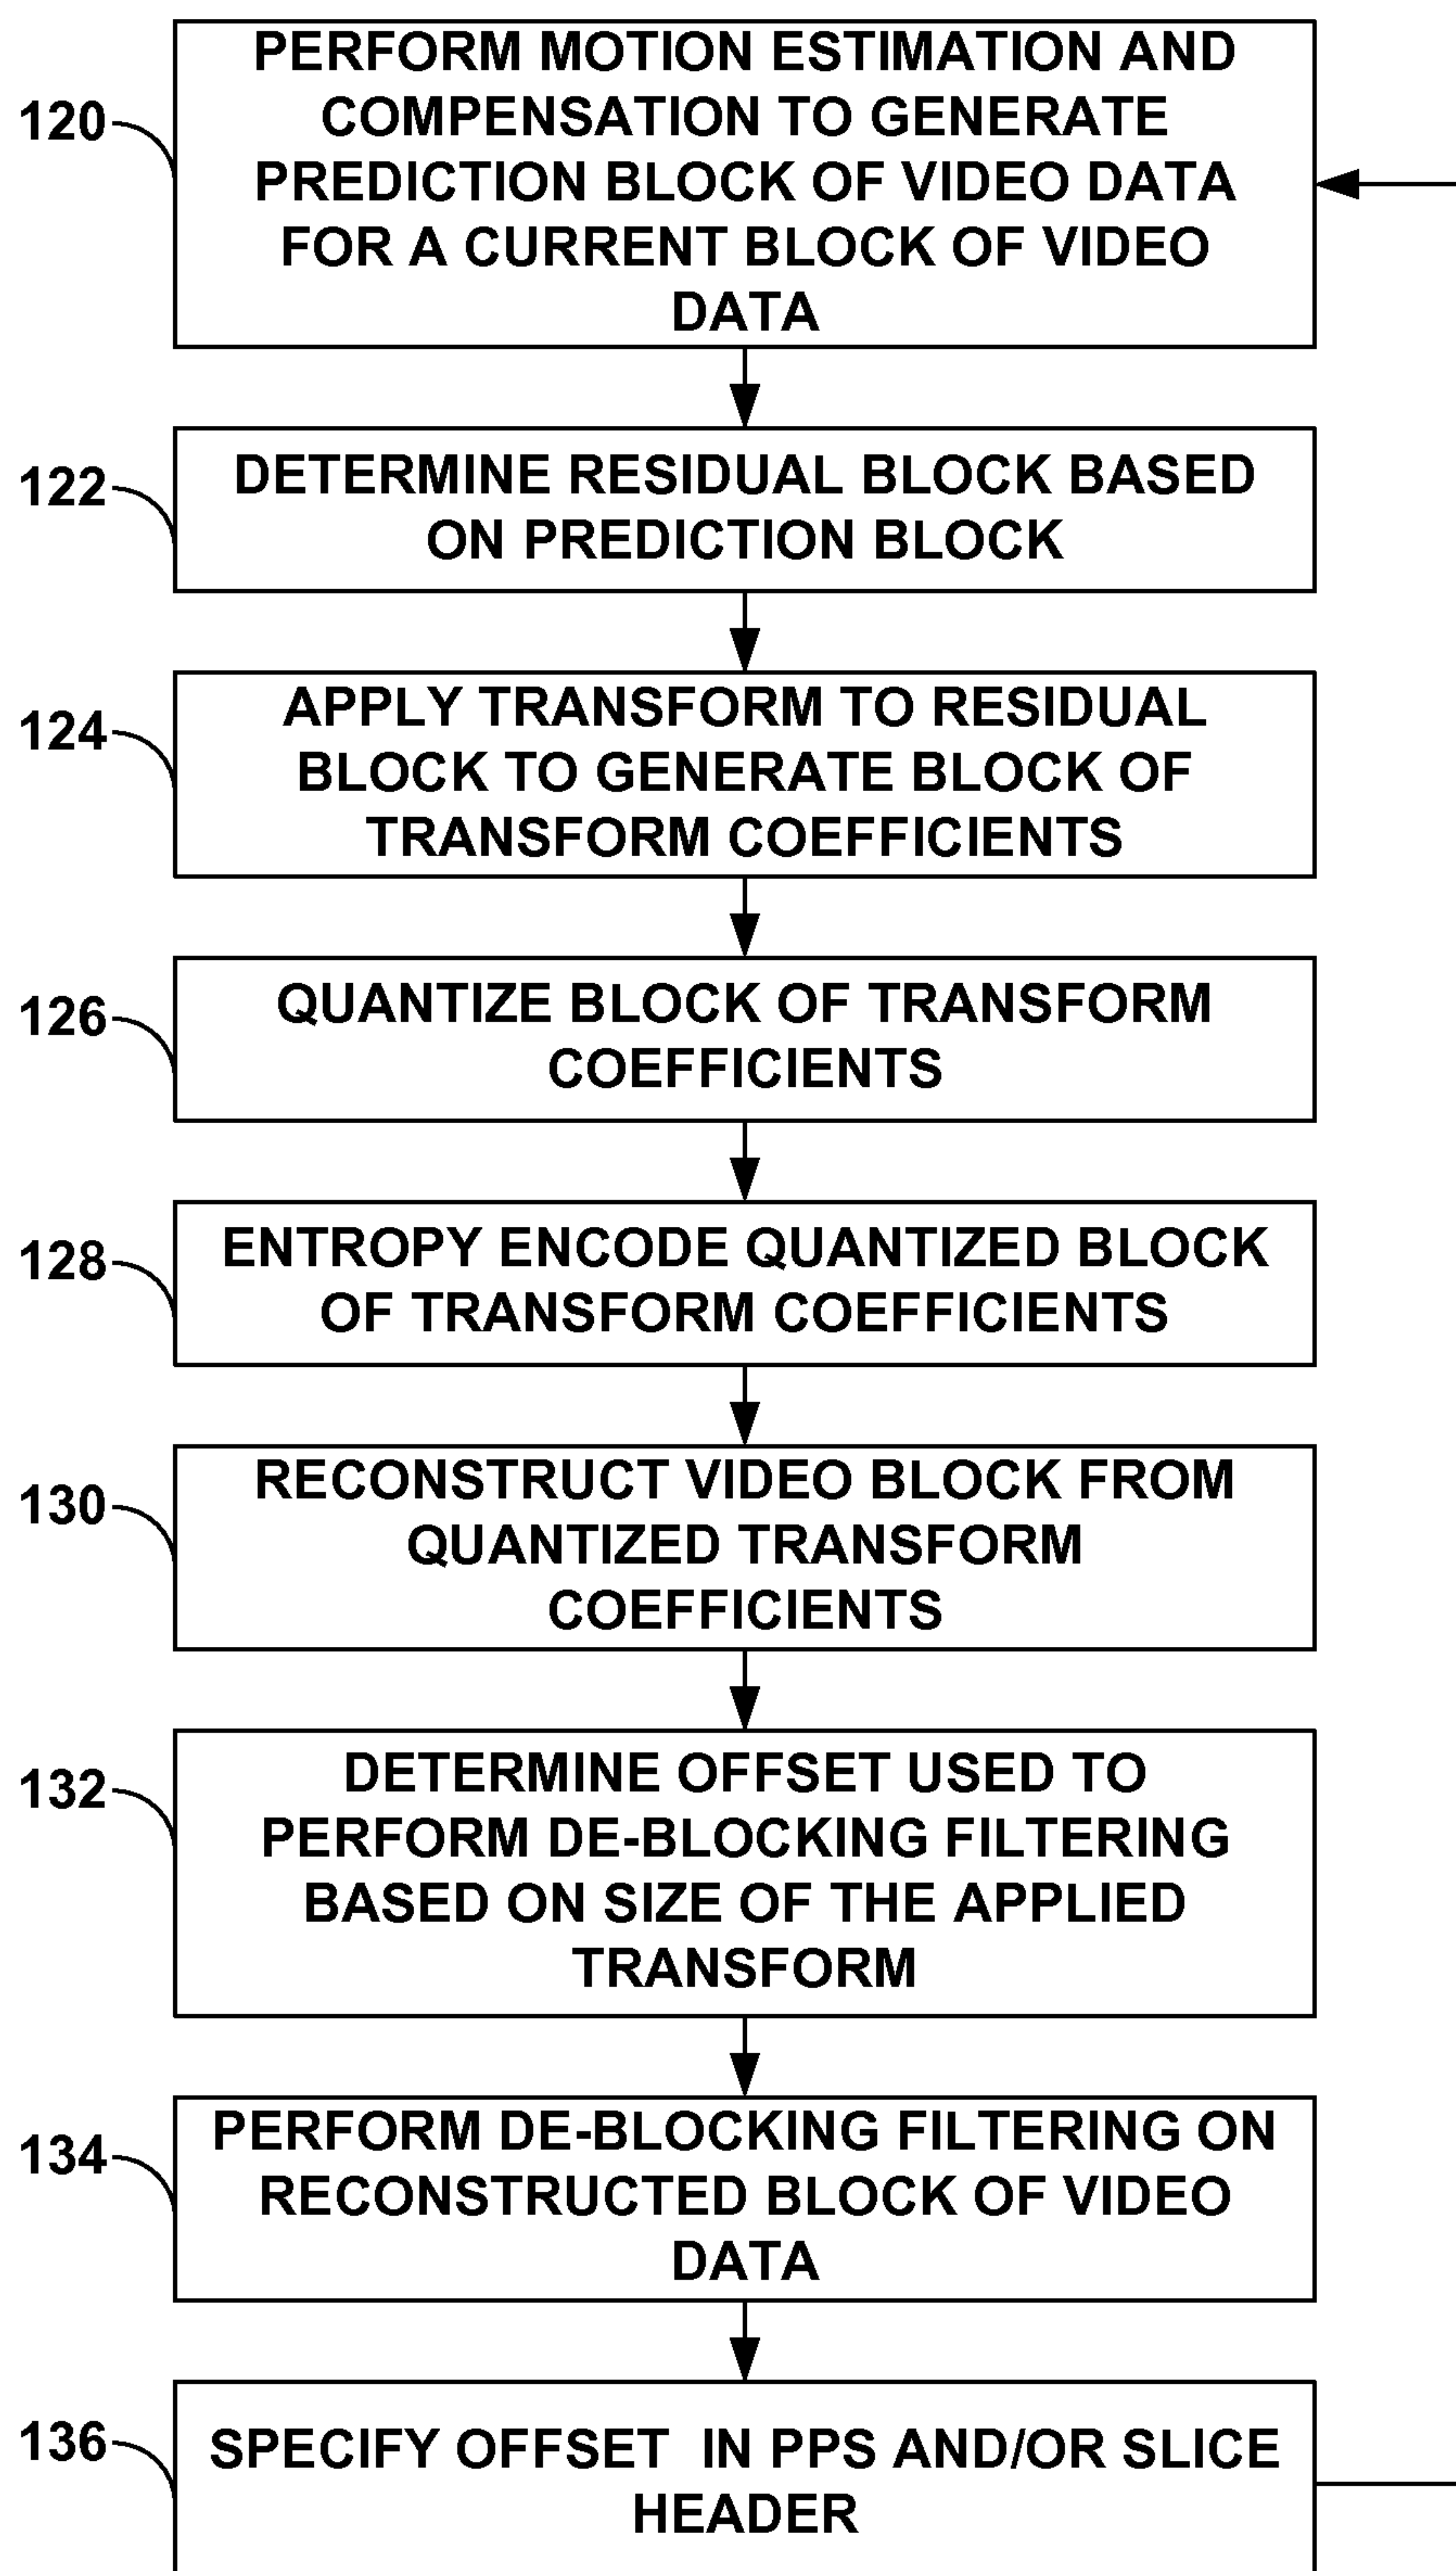 120
PERFORM MOTION ESTIMATION AND
COMPENSATION TO GENERATE
PREDICTION BLOCK OF VIDEO DATA
FOR A CURRENT BLOCK OF VIDEO
DATA
122
DETERMINE RESIDUAL BLOCK BASED
ON PREDICTION BLOCK
124
APPLY TRANSFORM TO RESIDUAL
BLOCK TO GENERATE BLOCK OF
TRANSFORM COEFFICIENTS
126
QUANTIZE BLOCK OF TRANSFORM
COEFFICIENTS
128
ENTROPY ENCODE QUANTIZED BLOCK
OF TRANSFORM COEFFICIENTS
130
RECONSTRUCT VIDEO BLOCK FROM
QUANTIZED TRANSFORM
COEFFICIENTS
132
DETERMINE OFFSET USED TO
PERFORM DE-BLOCKING FILTERING
BASED ON SIZE OF THE APPLIED
TRANSFORM
134
PERFORM DE-BLOCKING FILTERING ON
RECONSTRUCTED BLOCK OF VIDEO
DATA
136
SPECIFY OFFSET IN PPS AND/OR SLICE
HEADER